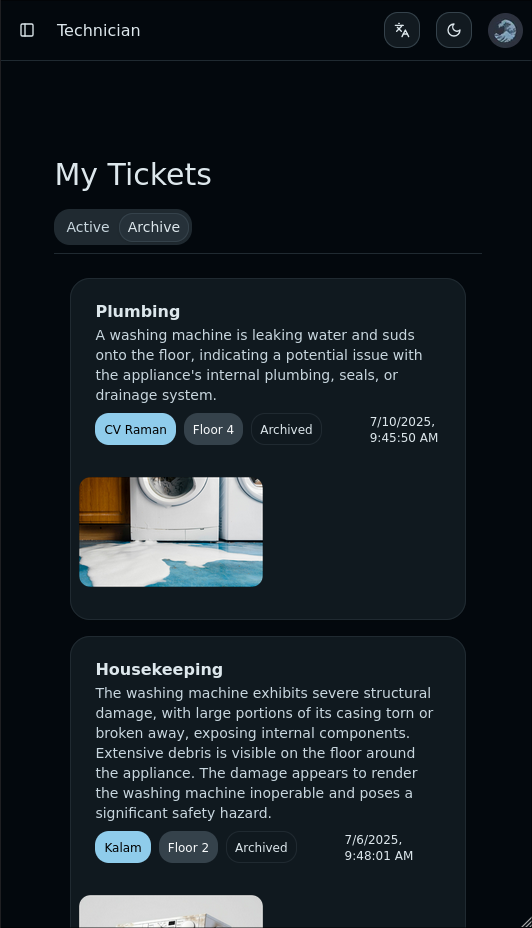 Technician
My Tickets
Active Archive
Plumbing
A washing machine is leaking water and suds
onto the floor, indicating a potential issue with
the appliance's internal plumbing, seals, or
drainage system.
CV Raman Floor 4 Archived 7/10/2025,
9:45:50 AM
Housekeeping
The washing machine exhibits severe structural
damage, with large portions of its casing torn or
broken away, exposing internal components.
Extensive debris is visible on the floor around
the appliance. The damage appears to render
the washing machine inoperable and poses a
significant safety hazard.
Kalam Floor 2 Archived 7/6/2025,
9:48:01 AM